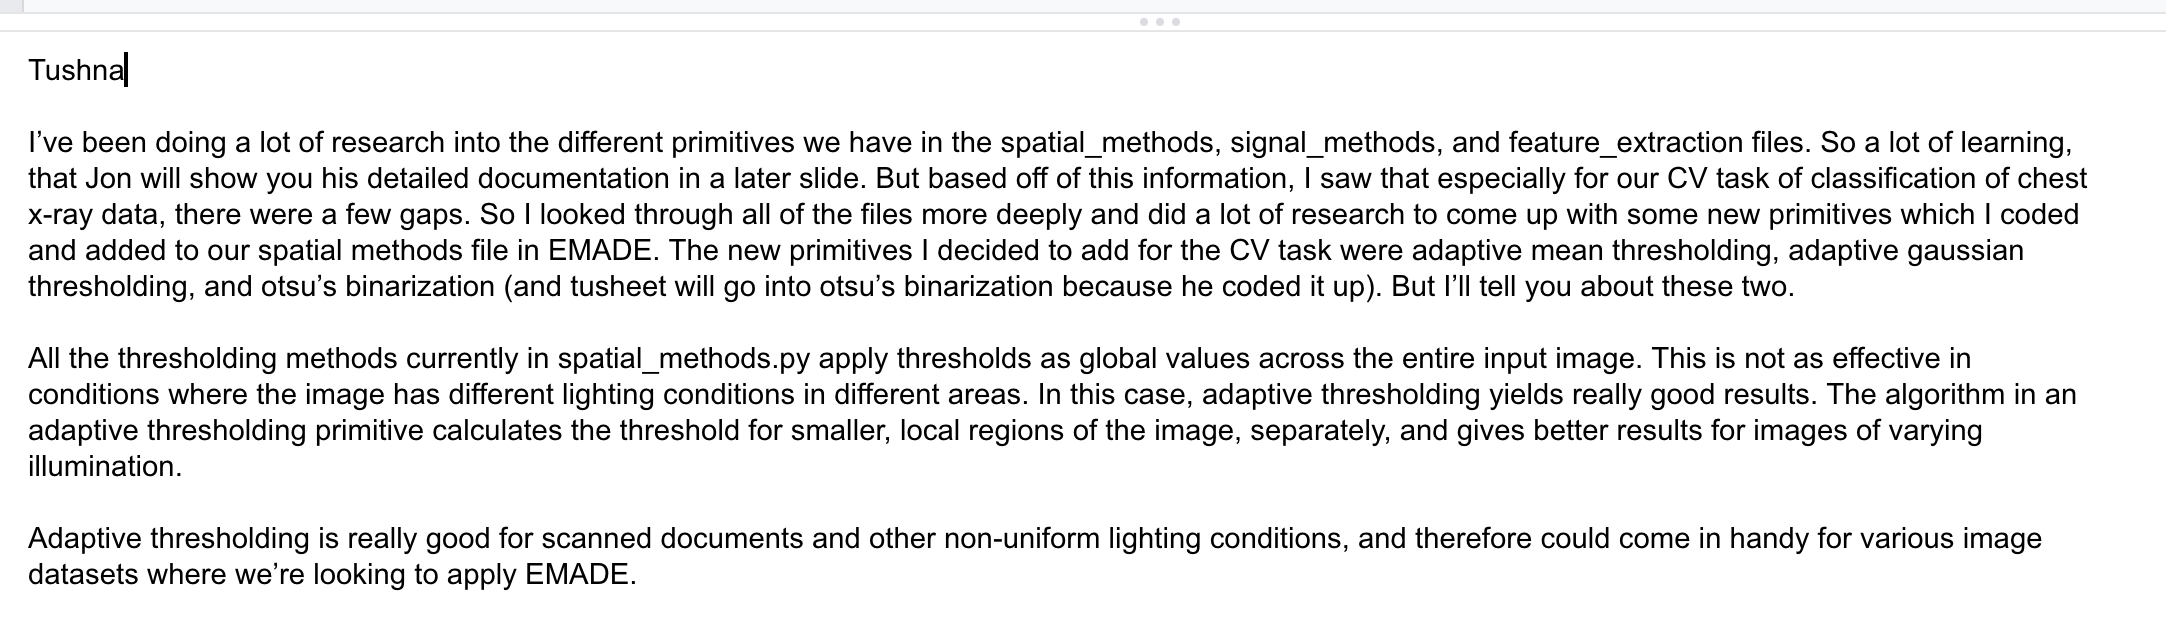 Tushna
I’ve been doing a lot of research into the different primitives we have in the spatial_methods, signal_methods, and feature_extraction files. So a lot of learning,
that Jon will show you his detailed documentation in a later slide. But based off of this information, I saw that especially for our CV task of classification of chest
x-ray data, there were a few gaps. So I looked through all of the files more deeply and did a lot of research to come up with some new primitives which I coded
and added to our spatial methods file in EMADE. The new primitives I decided to add for the CV task were adaptive mean thresholding, adaptive gaussian
thresholding, and otsu’s binarization (and tusheet will go into otsu’s binarization because he coded it up). But I’ll tell you about these two.
All the thresholding methods currently in spatial_methods.py apply thresholds as global values across the entire input image. This is not as effective in
conditions where the image has different lighting conditions in different areas. In this case, adaptive thresholding yields really good results. The algorithm in an
adaptive thresholding primitive calculates the threshold for smaller, local regions of the image, separately, and gives better results for images of varying
illumination.
Adaptive thresholding is really good for scanned documents and other non-uniform lighting conditions, and therefore could come in handy for various image
datasets where we’re looking to apply EMADE.